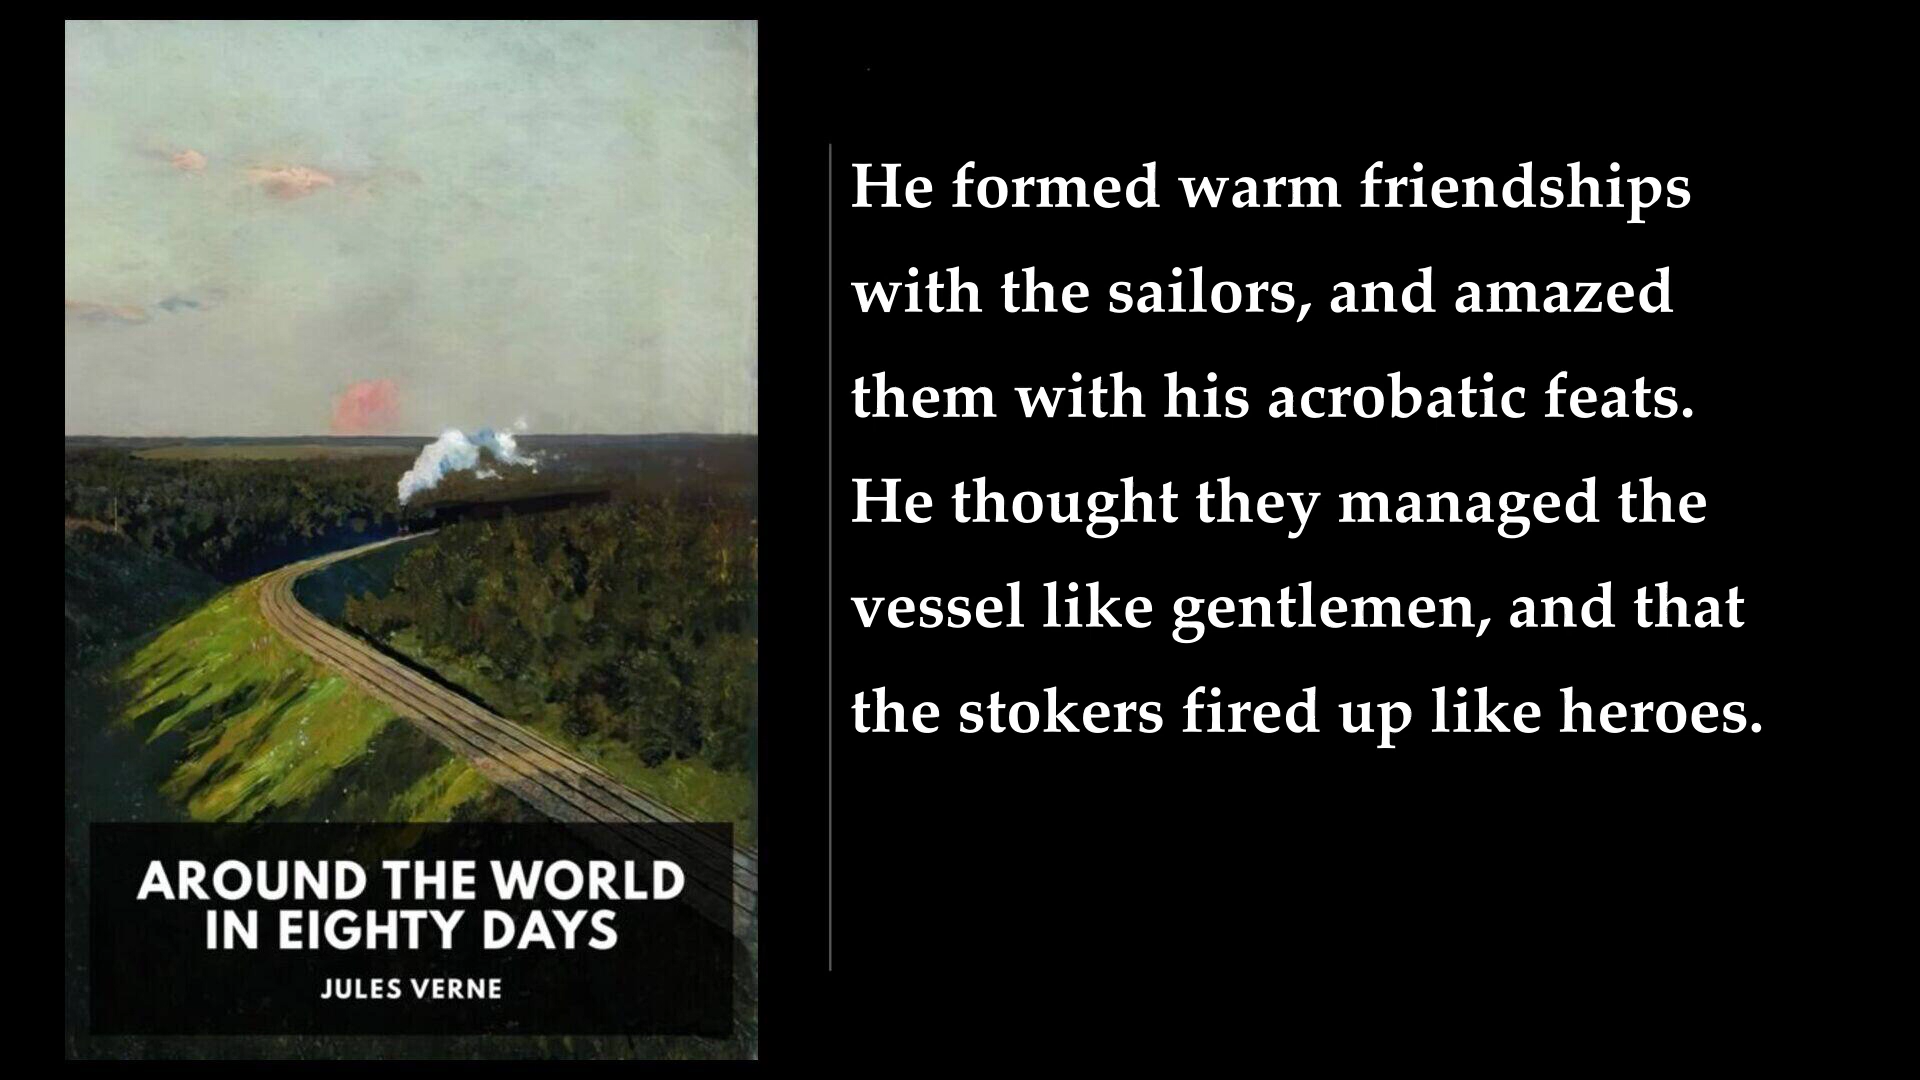 He formed warm friendships
with the sailors, and amazed
them with his acrobatic feats.
He thought they managed the
vessel like gentlemen, and that
the stokers fired up like heroes.
AROUND THE WORLD
IN EIGHTY DAYS
JULES VERNE